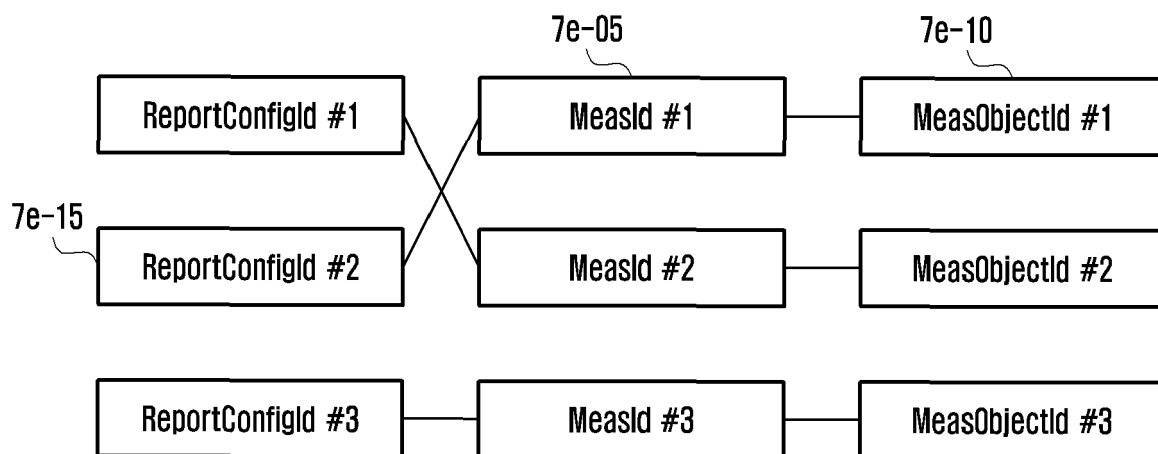 7e-05
7e-10
ReportConfigId #1
MeasId #1
MeasObjectId #1
7e-15
ReportConfigId #2
MeasId #2
MeasObjectId #2
ReportConfigId #3
MeasId #3
MeasObjectId #3